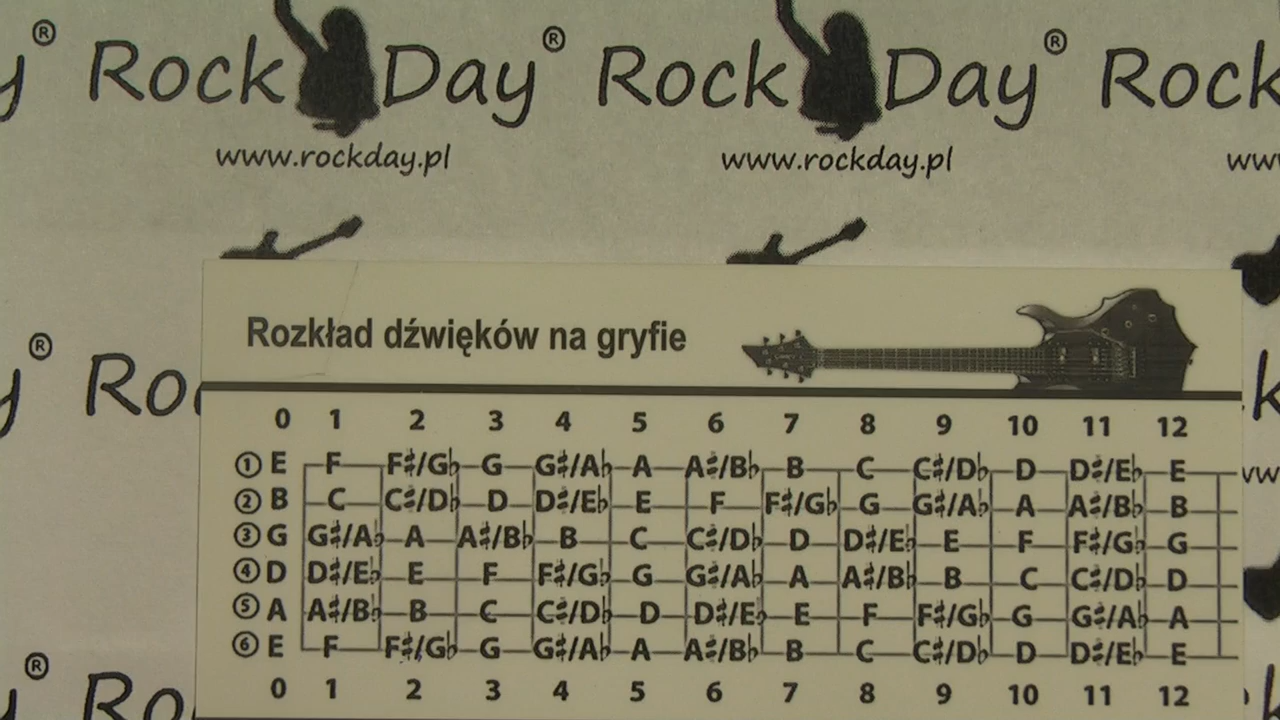 ® Rock Day® Rock Day® Rock
www.rockday.pl www.rockday.pl
Rozkład dźwięków na gryfie
®
0 1 2 3 4 5 6 7 8 9 10 11 12
① E F F♯/G♭ G G♯/A♭ A A♯/B♭ B C C♯/D♭ D D♯/E♭ E
② B C C♯/D♭ D D♯/E♭ E F F♯/G♭ G G♯/A♭ A A♯/B♭ B
③ G G♯/A♭ A A♯/B♭ B C C♯/D♭ D D♯/E♭ E F F♯/G♭ G
④ D D♯/E♭ E F F♯/G♭ G G♯/A♭ A A♯/B♭ B C C♯/D♭ D
⑤ A A♯/B♭ B C C♯/D♭ D D♯/E♭ E F F♯/G♭ G G♯/A♭ A
⑥ E F F♯/G♭ G G♯/A♭ A A♯/B♭ B C C♯/D♭ D D♯/E♭ E
®
0 1 2 3 4 5 6 7 8 9 10 11 12